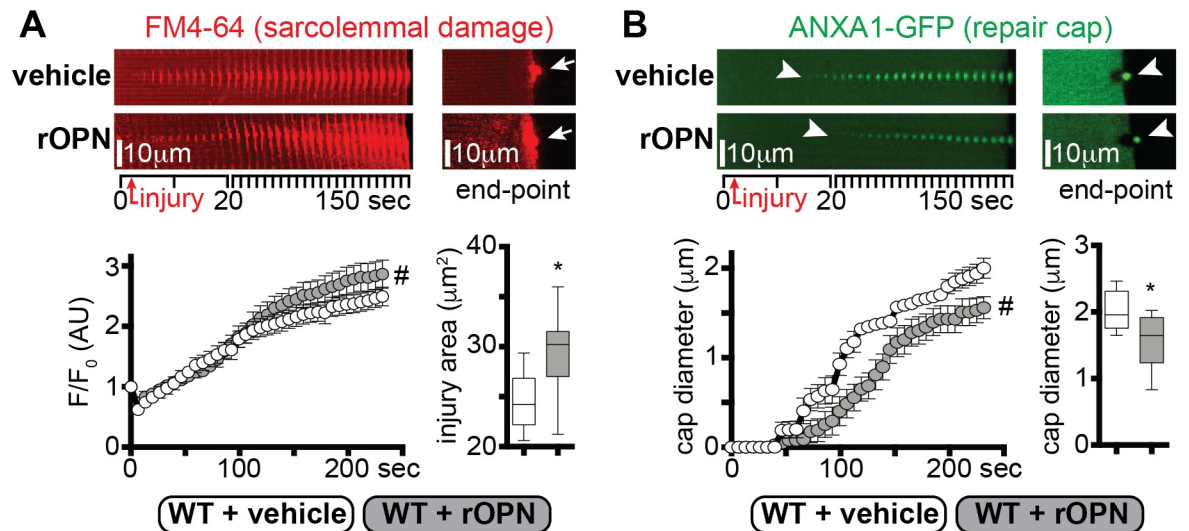 A
FM4-64 (sarcolemmal damage)
vehicle
rOPN
10μm
10μm
0 injury 20 150 sec
end-point
F/F0 (AU)
3
2
1
0
0 100 200 sec
#
injury area (μm²)
40
30
20
*
WT + vehicle
WT + rOPN
B
ANXA1-GFP (repair cap)
vehicle
rOPN
10μm
10μm
0 injury 20 150 sec
end-point
cap diameter (μm)
2
1
0
0 100 200 sec
#
cap diameter (μm)
3
2
1
0
*
WT + vehicle
WT + rOPN